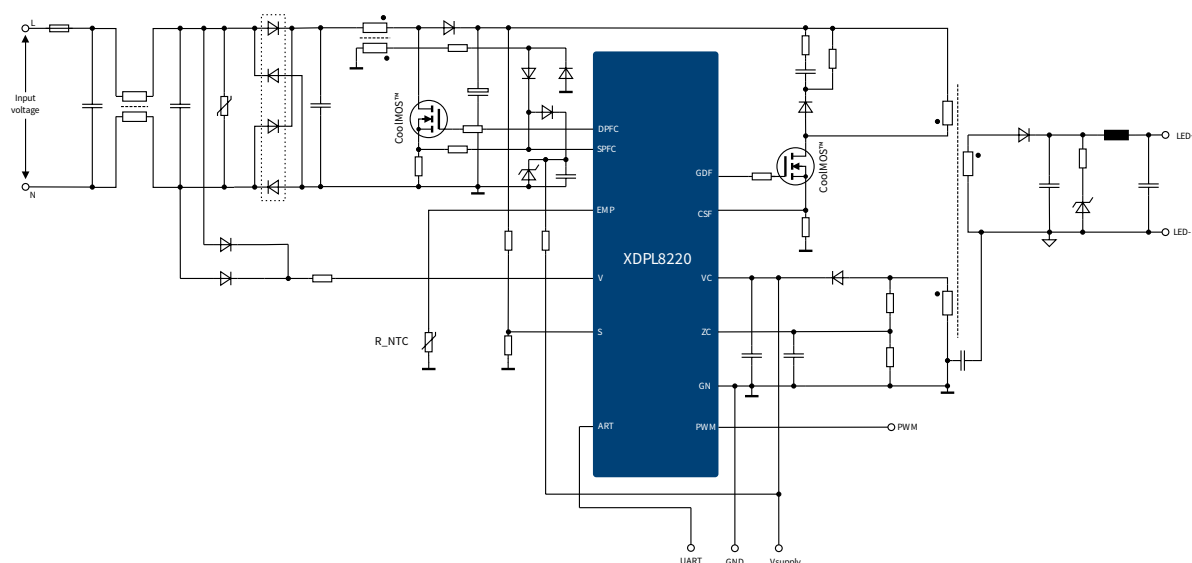 L
Input
voltage
N
CoolMOS™
DPFC
SPFC
GDF
CoolMOS™
EMP
CSF
LED
LED-
XDPL8220
V
VC
R_NTC
S
ZC
GN
ART
PWM
PWM
UART
GND
Vsupply